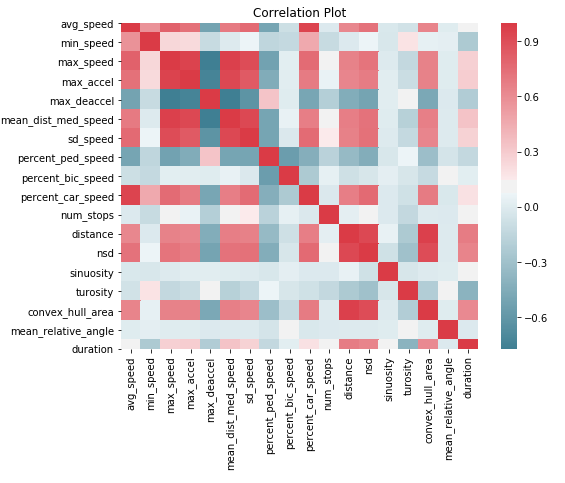 Correlation Plot
avg_speed
min_speed
max_speed
max_accel
max_deaccel
mean_dist_med_speed
sd_speed
percent_ped_speed
percent_bic_speed
percent_car_speed
num_stops
distance
nsd
sinuosity
turosity
convex_hull_area
mean_relative_angle
duration
0.9
0.6
0.3
0.0
−0.3
−0.6
avg_speed
min_speed
max_speed
max_accel
max_deaccel
mean_dist_med_speed
sd_speed
percent_ped_speed
percent_bic_speed
percent_car_speed
num_stops
distance
nsd
sinuosity
turosity
convex_hull_area
mean_relative_angle
duration